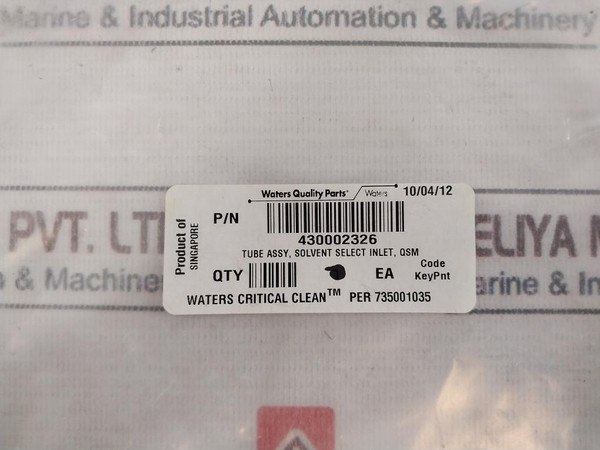 Marine & Industrial Automation & Machinery
PVT. LT
ELIYA M
& Machine
arine & In
Waters Quality Parts
Waters
10/04/12
P/N
430002326
TUBE ASSY, SOLVENT SELECT INLET, QSM
Product of
SINGAPORE
QTY
EA
Code
KeyPnt
WATERS CRITICAL CLEAN™ PER 735001035